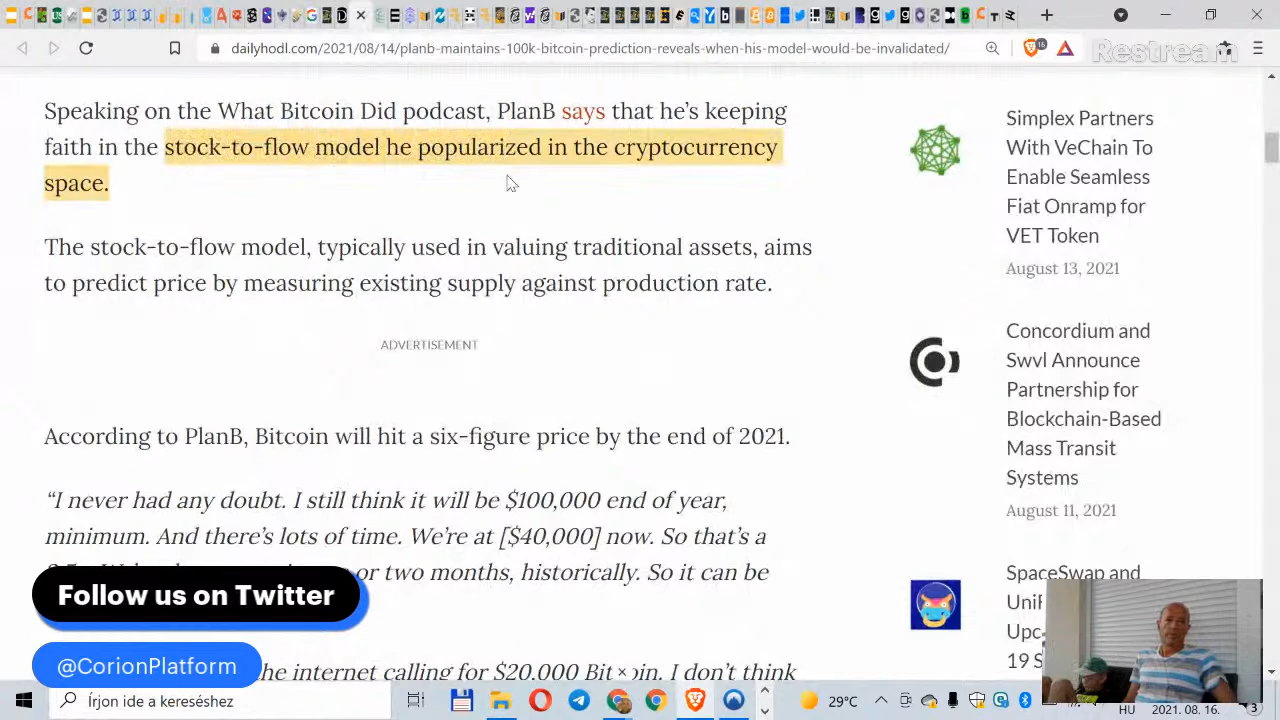 dailyhodl.com/2021/08/14/planb-maintains-100k-bitcoin-prediction-reveals-when-his-model-would-be-invalidated/
16
Restream
Speaking on the What Bitcoin Did podcast, PlanB says that he's keeping
faith in the stock-to-flow model he popularized in the cryptocurrency
space.
The stock-to-flow model, typically used in valuing traditional assets, aims
to predict price by measuring existing supply against production rate.
ADVERTISEMENT
According to PlanB, Bitcoin will hit a six-figure price by the end of 2021.
“I never had any doubt. I still think it will be $100,000 end of year,
minimum. And there’s lots of time. We’re at [$40,000] now. So that’s a
or two months, historically. So it can be
the internet calling for $20,000 Bit coin. I don’t think
Simplex Partners
With VeChain To
Enable Seamless
Fiat Onramp for
VET Token
August 13, 2021
Concordium and
Swvl Announce
Partnership for
Blockchain-Based
Mass Transit
Systems
August 11, 2021
SpaceSwap and
Upc
19 S
Follow us on Twitter
@CorionPlatform
Írjon ide a kereséshez
29°C
HU
2021. 08. 16.
3